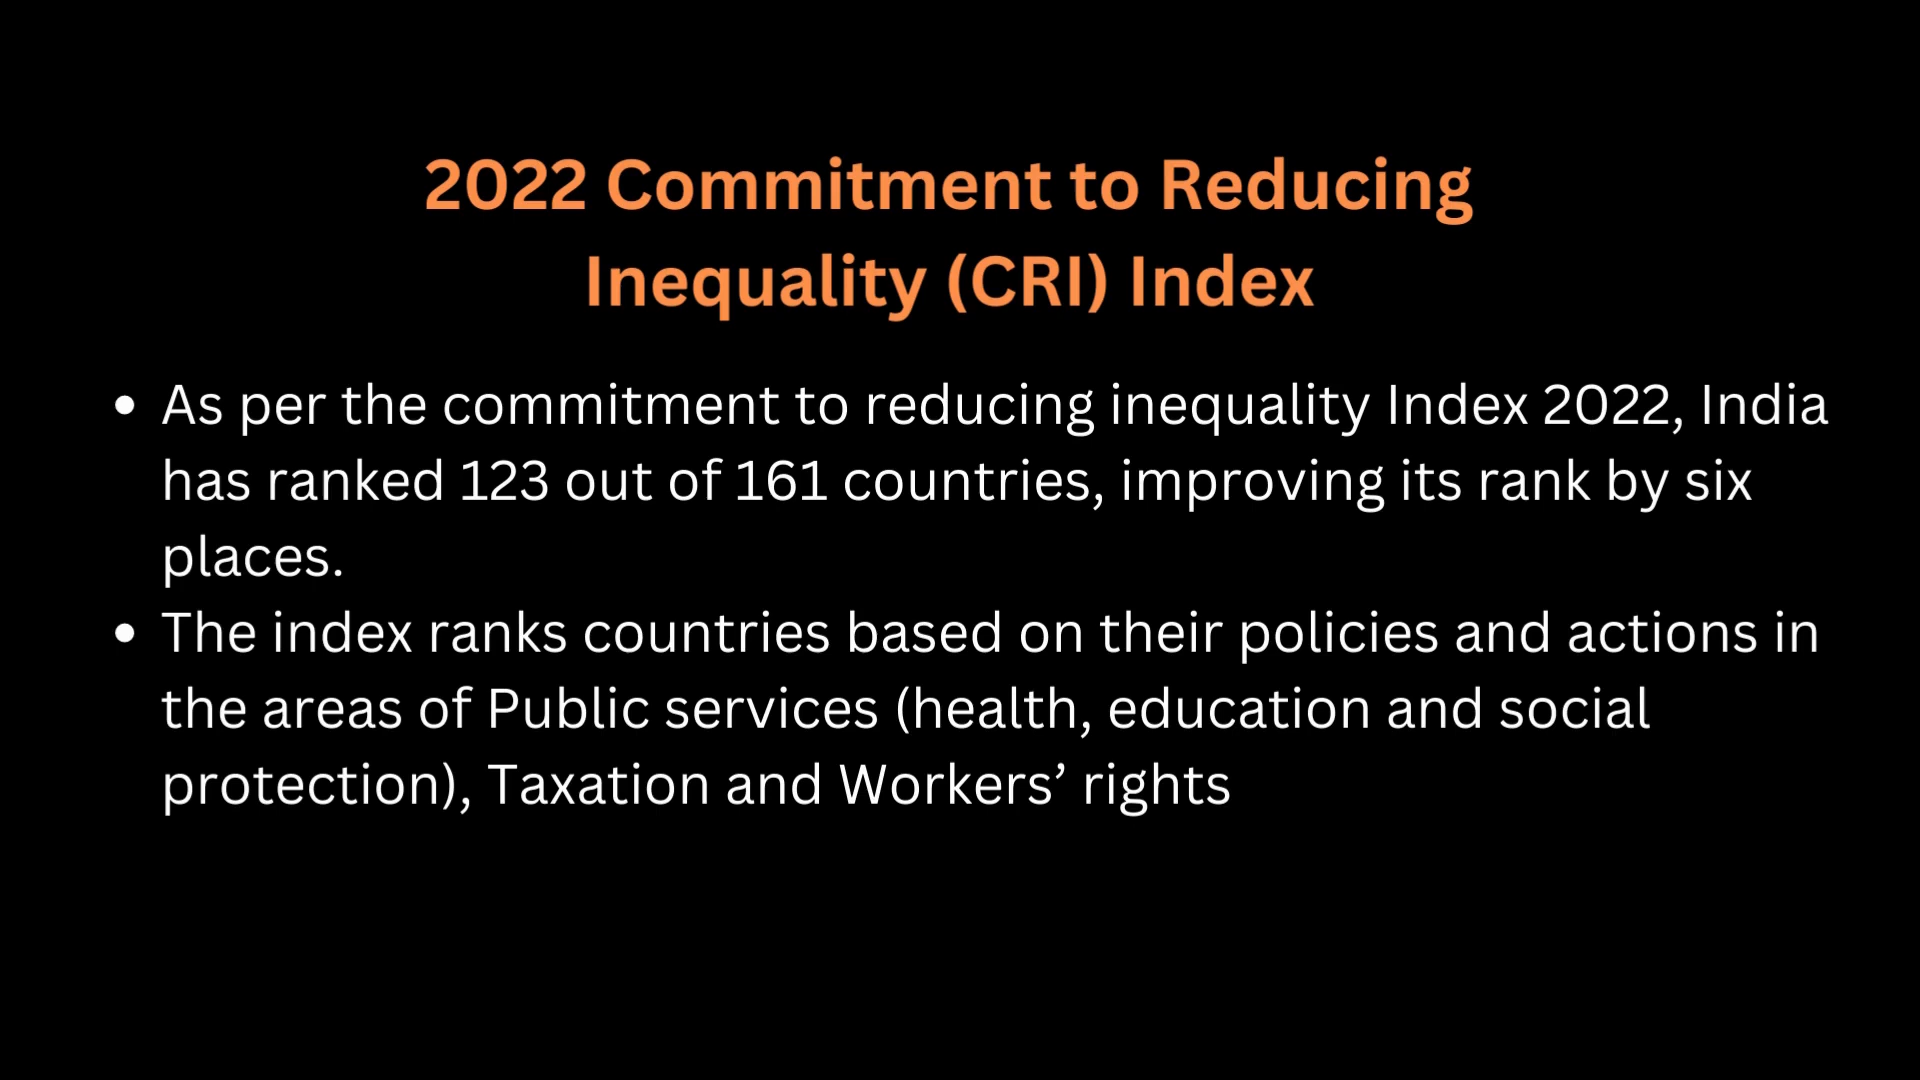 2022 Commitment to Reducing
Inequality (CRI) Index
• As per the commitment to reducing inequality Index 2022, India
has ranked 123 out of 161 countries, improving its rank by six
places.
• The index ranks countries based on their policies and actions in
the areas of Public services (health, education and social
protection), Taxation and Workers’ rights